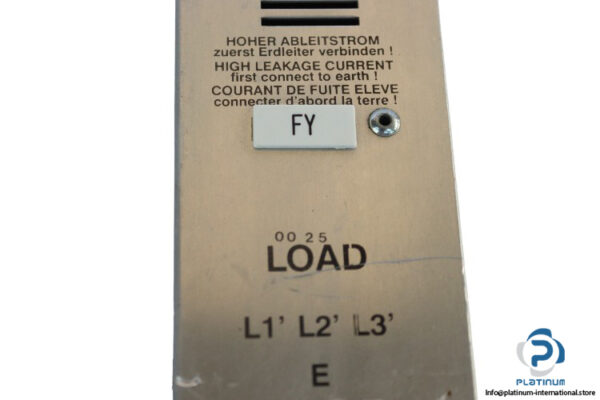 HOHER ABLEITSTROM
zuerst Erdleiter verbinden !
HIGH LEAKAGE CURRENT
first connect to earth !
COURANT DE FUITE ELEVE
connecter d'abord la terre !
FY
00 25
LOAD
L1' L2' L3'
E
PLATINUM
info@platinum-international.store